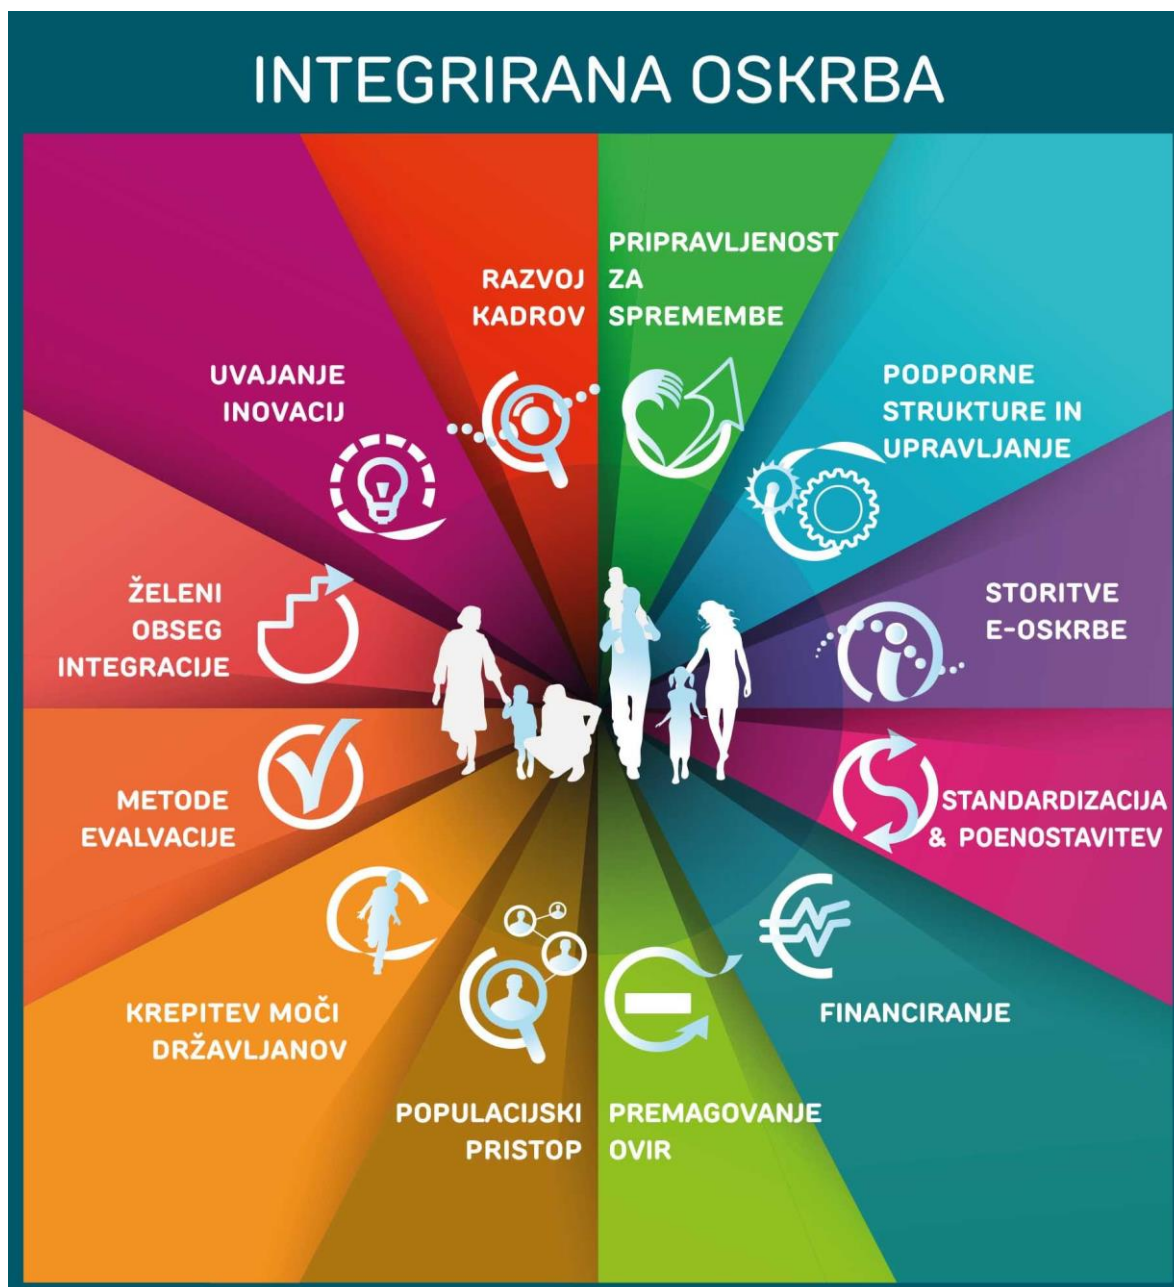 INTEGRIRANA OSKRBA
PRIPRAVLJENOST
ZA
SPREMEMBE
PODPORNE
STRUKTURE IN
UPRAVLJANJE
STORITVE
E-OSKRBE
STANDARDIZACIJA
& POENOSTAVITEV
FINANCIRANJE
PREMAGOVANJE
OVIR
POPULACIJSKI
PRISTOP
KREPITEV MOČI
DRŽAVLJANOV
METODE
EVALVACIJE
ŽELENI
OBSEG
INTEGRACIJE
UVAJANJE
INOVACIJ
RAZVOJ
KADROV